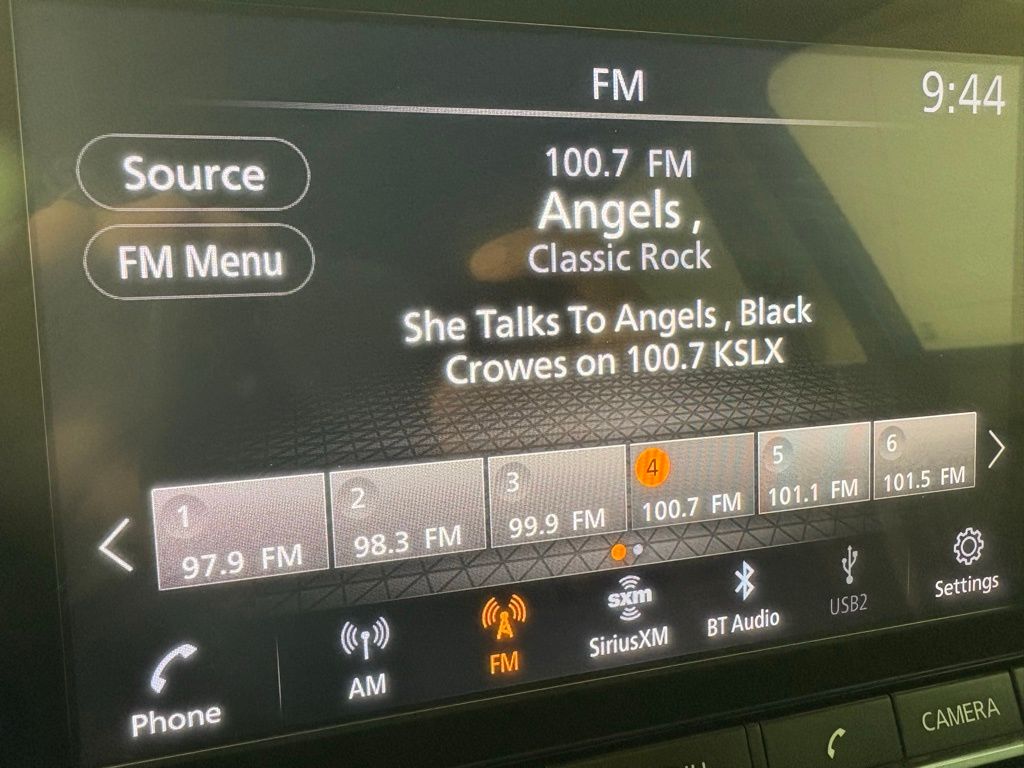 FM
9:44
Source
FM Menu
100.7 FM
Angels ,
Classic Rock
She Talks To Angels , Black
Crowes on 100.7 KSLX
1
97.9 FM
2
98.3 FM
3
99.9 FM
4
100.7 FM
5
101.1 FM
6
101.5 FM
Phone
AM
FM
sxm
SiriusXM
BT Audio
USB2
Settings
CAMERA